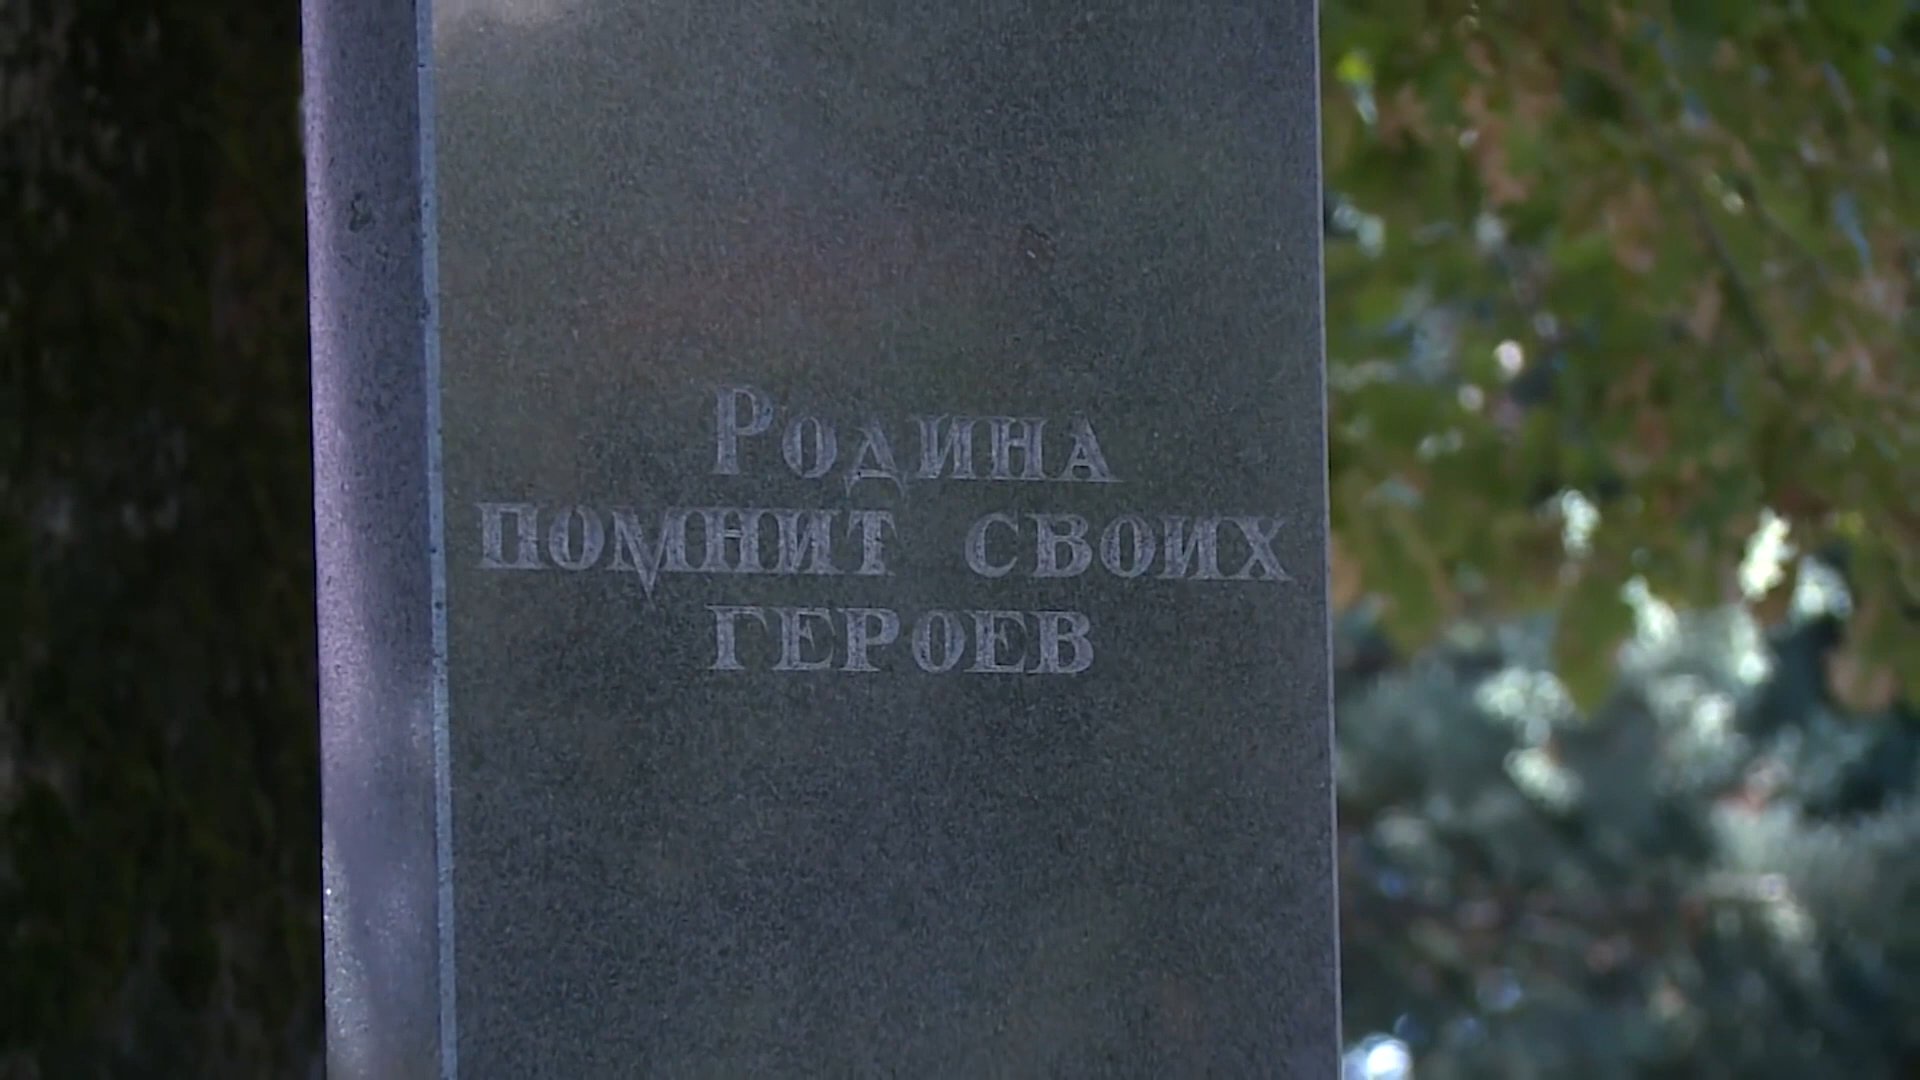 Родина
помнит своих
героев